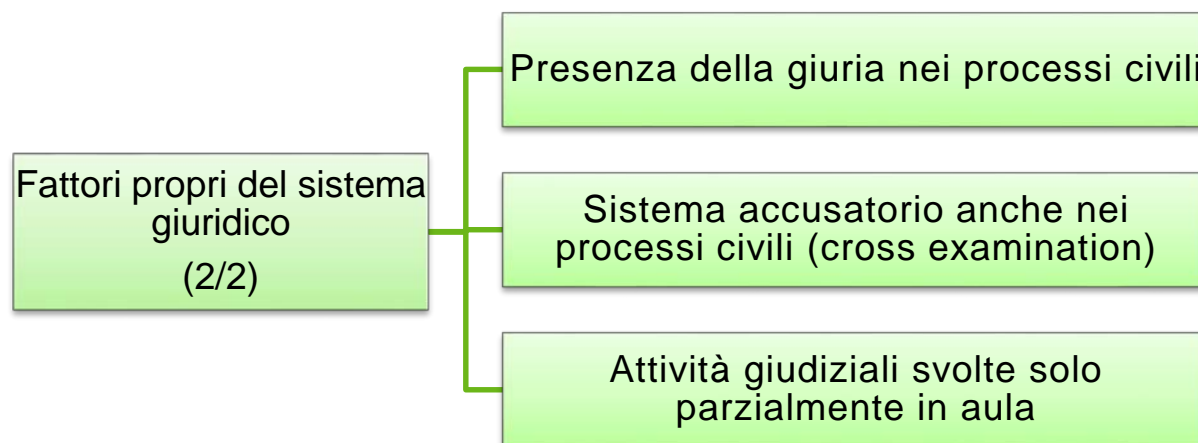 Presenza della giuria nei processi civili
Fattori propri del sistema
giuridico
(2/2)
Sistema accusatorio anche nei
processi civili (cross examination)
Attività giudiziali svolte solo
parzialmente in aula